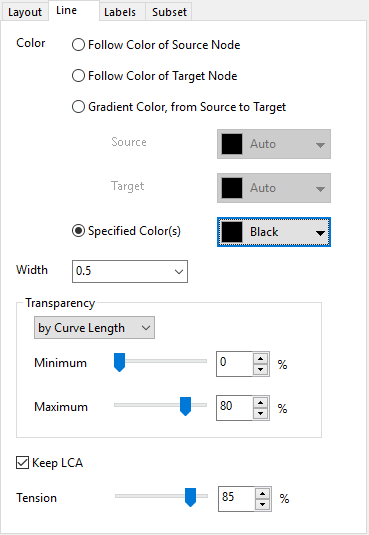 Layout Line Labels Subset
Color Follow Color of Source Node
Follow Color of Target Node
Gradient Color, from Source to Target
Source Auto
Target Auto
Specified Color(s) Black
Width 0.5
Transparency
by Curve Length
Minimum 0 %
Maximum 80 %
Keep LCA
Tension 85 %